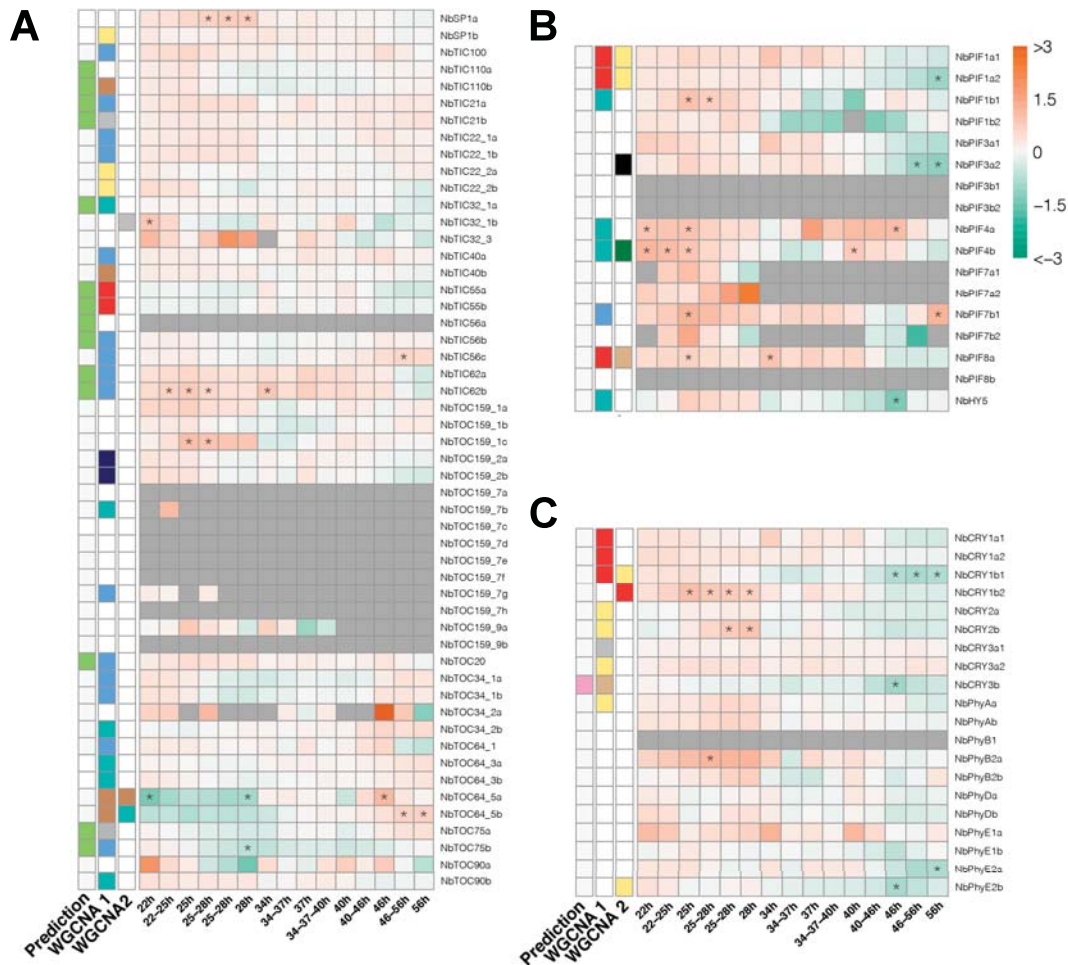 A
NbSP1a
NbSP1b
NbTIC100
NbTIC110a
NbTIC110b
NbTIC21a
NbTIC21b
NbTIC22_1a
NbTIC22_1b
NbTIC22_2a
NbTIC22_2b
NbTIC32_1a
NbTIC32_1b
NbTIC32_3
NbTIC40a
NbTIC40b
NbTIC55a
NbTIC55b
NbTIC56a
NbTIC56b
NbTIC56c
NbTIC62a
NbTIC62b
NbTOC159_1a
NbTOC159_1b
NbTOC159_1c
NbTOC159_2a
NbTOC159_2b
NbTOC159_7a
NbTOC159_7b
NbTOC159_7c
NbTOC159_7d
NbTOC159_7e
NbTOC159_7f
NbTOC159_7g
NbTOC159_7h
NbTOC159_9a
NbTOC159_9b
NbTOC20
NbTOC34_1a
NbTOC34_1b
NbTOC34_2a
NbTOC34_2b
NbTOC64_1
NbTOC64_3a
NbTOC64_3b
NbTOC64_5a
NbTOC64_5b
NbTOC75a
NbTOC75b
NbTOC90a
NbTOC90b
Prediction
WGCNA 1
WGCNA2
22h
22–25h
25h
25–28h
25–28h
28h
34h
34–37h
37h
34–37–40h
40h
40–46h
46h
46–56h
56h
B
NbPIF1a1
NbPIF1a2
NbPIF1b1
NbPIF1b2
NbPIF3a1
NbPIF3a2
NbPIF3b1
NbPIF3b2
NbPIF4a
NbPIF4b
NbPIF7a1
NbPIF7a2
NbPIF7b1
NbPIF7b2
NbPIF8a
NbPIF8b
NbHY5
>3
1.5
0
−1.5
<−3
C
NbCRY1a1
NbCRY1a2
NbCRY1b1
NbCRY1b2
NbCRY2a
NbCRY2b
NbCRY3a1
NbCRY3a2
NbCRY3b
NbPhyAa
NbPhyAb
NbPhyB1
NbPhyB2a
NbPhyB2b
NbPhyDa
NbPhyDb
NbPhyE1a
NbPhyE1b
NbPhyE2a
NbPhyE2b
Prediction
WGCNA 1
WGCNA 2
22h
22–25h
25h
25–28h
25–28h
28h
34h
34–37h
37h
34–37–40h
40h
40–46h
46h
46–56h
56h